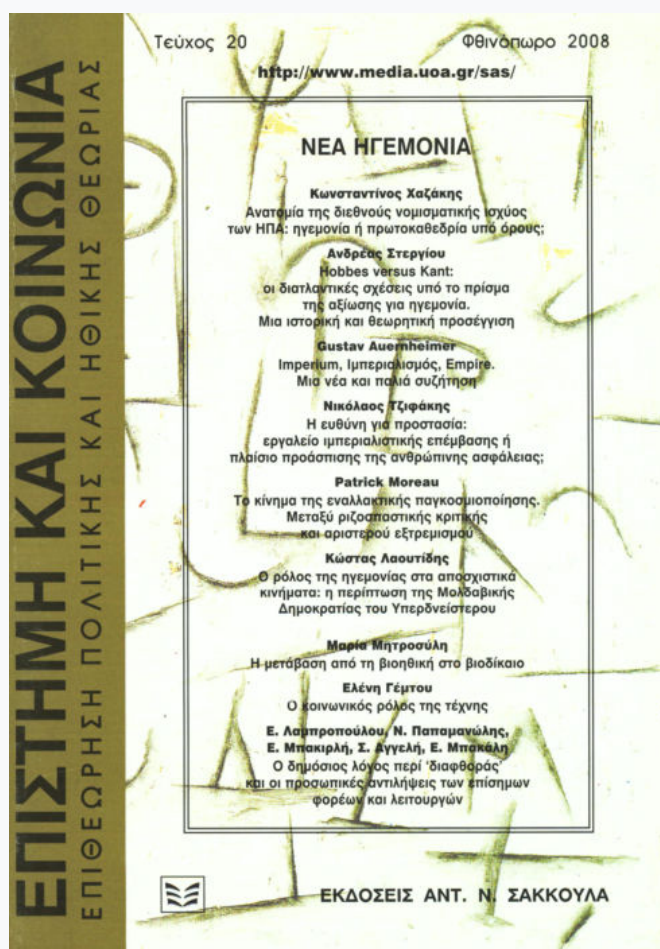 ΕΠΙΣΤΗΜΗ ΚΑΙ ΚΟΙΝΩΝΙΑ
ΕΠΙΘΕΩΡΗΣΗ ΠΟΛΙΤΙΚΗΣ ΚΑΙ ΗΘΙΚΗΣ ΘΕΩΡΙΑΣ
Τεύχος 20 Φθινόπωρο 2008
http://www.media.uoa.gr/sas/
ΝΕΑ ΗΓΕΜΟΝΙΑ
Κωνσταντίνος Χαζάκης
Ανατομία της διεθνούς νομισματικής ισχύος
των ΗΠΑ: ηγεμονία ή πρωτοκαθεδρία υπό όρους;
Ανδρέας Στεργίου
Hobbes versus Kant:
οι διατλαντικές σχέσεις υπό το πρίσμα
της αξίωσης για ηγεμονία.
Μια ιστορική και θεωρητική προσέγγιση
Gustav Auernheimer
Imperium, Ιμπεριαλισμός, Empire.
Μια νέα και παλιά συζήτηση
Νικόλαος Τζιφάκης
Η ευθύνη για προστασία:
εργαλείο ιμπεριαλιστικής επέμβασης ή
πλαίσιο προάσπισης της ανθρώπινης ασφάλειας;
Patrick Moreau
Το κίνημα της εναλλακτικής παγκοσμιοποίησης.
Μεταξύ ριζοσπαστικής κριτικής
και αριστερού εξτρεμισμού
Κώστας Λαουτίδης
Ο ρόλος της ηγεμονίας στα αποσχιστικά
κινήματα: η περίπτωση της Μολδαβικής
Δημοκρατίας του Υπερδνείστερου
Μαρία Μητροσύλη
Η μετάβαση από τη βιοηθική στο βιοδίκαιο
Ελένη Γέμτου
Ο κοινωνικός ρόλος της τέχνης
Ε. Λαμπροπούλου, Ν. Παπαμανώλης,
Ε. Μπακιρλή, Σ. Αγγελή, Ε. Μπακάλη
Ο δημόσιος λόγος περί 'διαφθοράς'
και οι προσωπικές αντιλήψεις των επίσημων
φορέων και λειτουργών
ΕΚΔΟΣΕΙΣ ΑΝΤ. Ν. ΣΑΚΚΟΥΛΑ